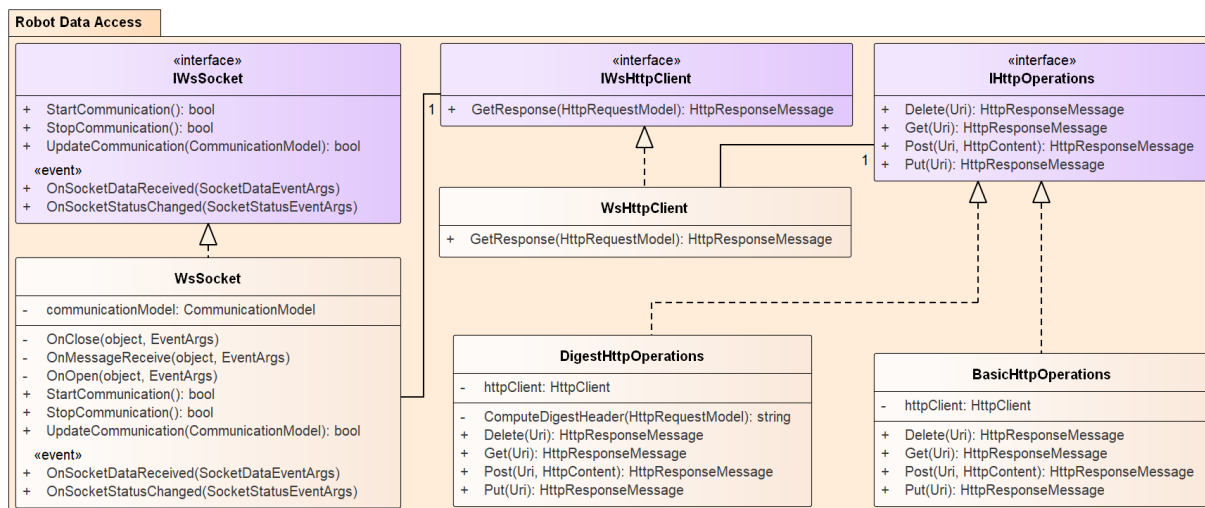 Robot Data Access
«interface»
IWsSocket
+ StartCommunication(): bool
+ StopCommunication(): bool
+ UpdateCommunication(CommunicationModel): bool
«event»
+ OnSocketDataReceived(SocketDataEventArgs)
+ OnSocketStatusChanged(SocketStatusEventArgs)
«interface»
IWsHttpClient
+ GetResponse(HttpRequestModel): HttpResponseMessage
1
«interface»
IHttpOperations
+ Delete(Uri): HttpResponseMessage
+ Get(Uri): HttpResponseMessage
+ Post(Uri, HttpContent): HttpResponseMessage
+ Put(Uri): HttpResponseMessage
1
WsHttpClient
+ GetResponse(HttpRequestModel): HttpResponseMessage
WsSocket
- communicationModel: CommunicationModel
- OnClose(object, EventArgs)
- OnMessageReceive(object, EventArgs)
- OnOpen(object, EventArgs)
+ StartCommunication(): bool
+ StopCommunication(): bool
+ UpdateCommunication(CommunicationModel): bool
«event»
+ OnSocketDataReceived(SocketDataEventArgs)
+ OnSocketStatusChanged(SocketStatusEventArgs)
DigestHttpOperations
- httpClient: HttpClient
- ComputeDigestHeader(HttpRequestModel): string
+ Delete(Uri): HttpResponseMessage
+ Get(Uri): HttpResponseMessage
+ Post(Uri, HttpContent): HttpResponseMessage
+ Put(Uri): HttpResponseMessage
BasicHttpOperations
- httpClient: HttpClient
+ Delete(Uri): HttpResponseMessage
+ Get(Uri): HttpResponseMessage
+ Post(Uri, HttpContent): HttpResponseMessage
+ Put(Uri): HttpResponseMessage